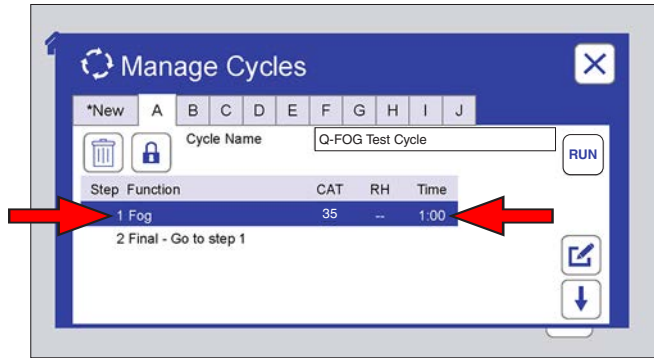 Manage Cycles
*New A B C D E F G H I J
Cycle Name Q-FOG Test Cycle
RUN
Step Function CAT RH Time
1 Fog 35 -- 1:00
2 Final - Go to step 1